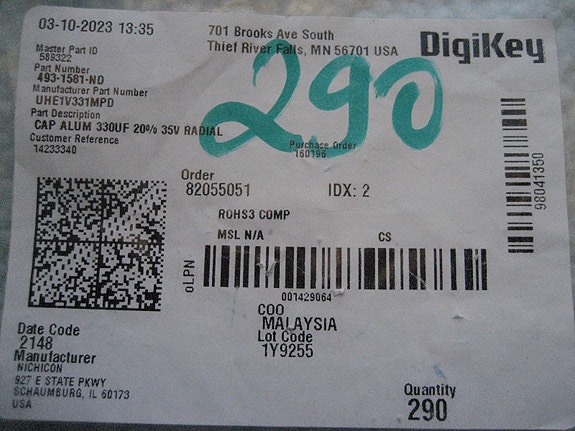 03-10-2023 13:35
701 Brooks Ave South
Thief River Falls, MN 56701 USA
DigiKey
Master Part ID
589322
Part Number
493-1581-ND
Manufacturer Part Number
UHE1V331MPD
Part Description
CAP ALUM 330UF 20% 35V RADIAL
Customer Reference
14233340
290
Purchase Order
160196
Order
82055051
IDX: 2
98041350
ROHS3 COMP
MSL N/A
CS
oLPN
001429064
COO
MALAYSIA
Lot Code
1Y9255
Date Code
2148
Manufacturer
NICHICON
927 E STATE PKWY
SCHAUMBURG, IL 60173
USA
Quantity
290